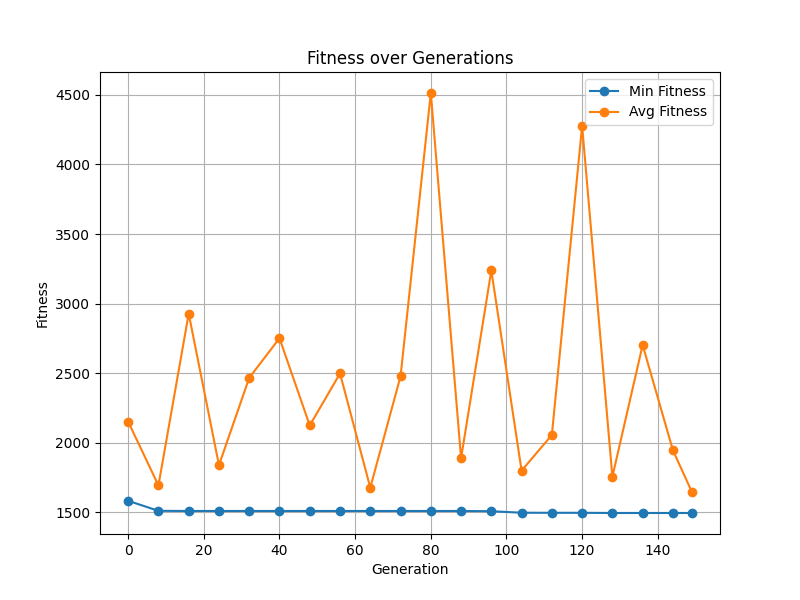 Fitness over Generations
Min Fitness
Avg Fitness
4500
4000
3500
3000
2500
2000
1500
Fitness
0 20 40 60 80 100 120 140
Generation